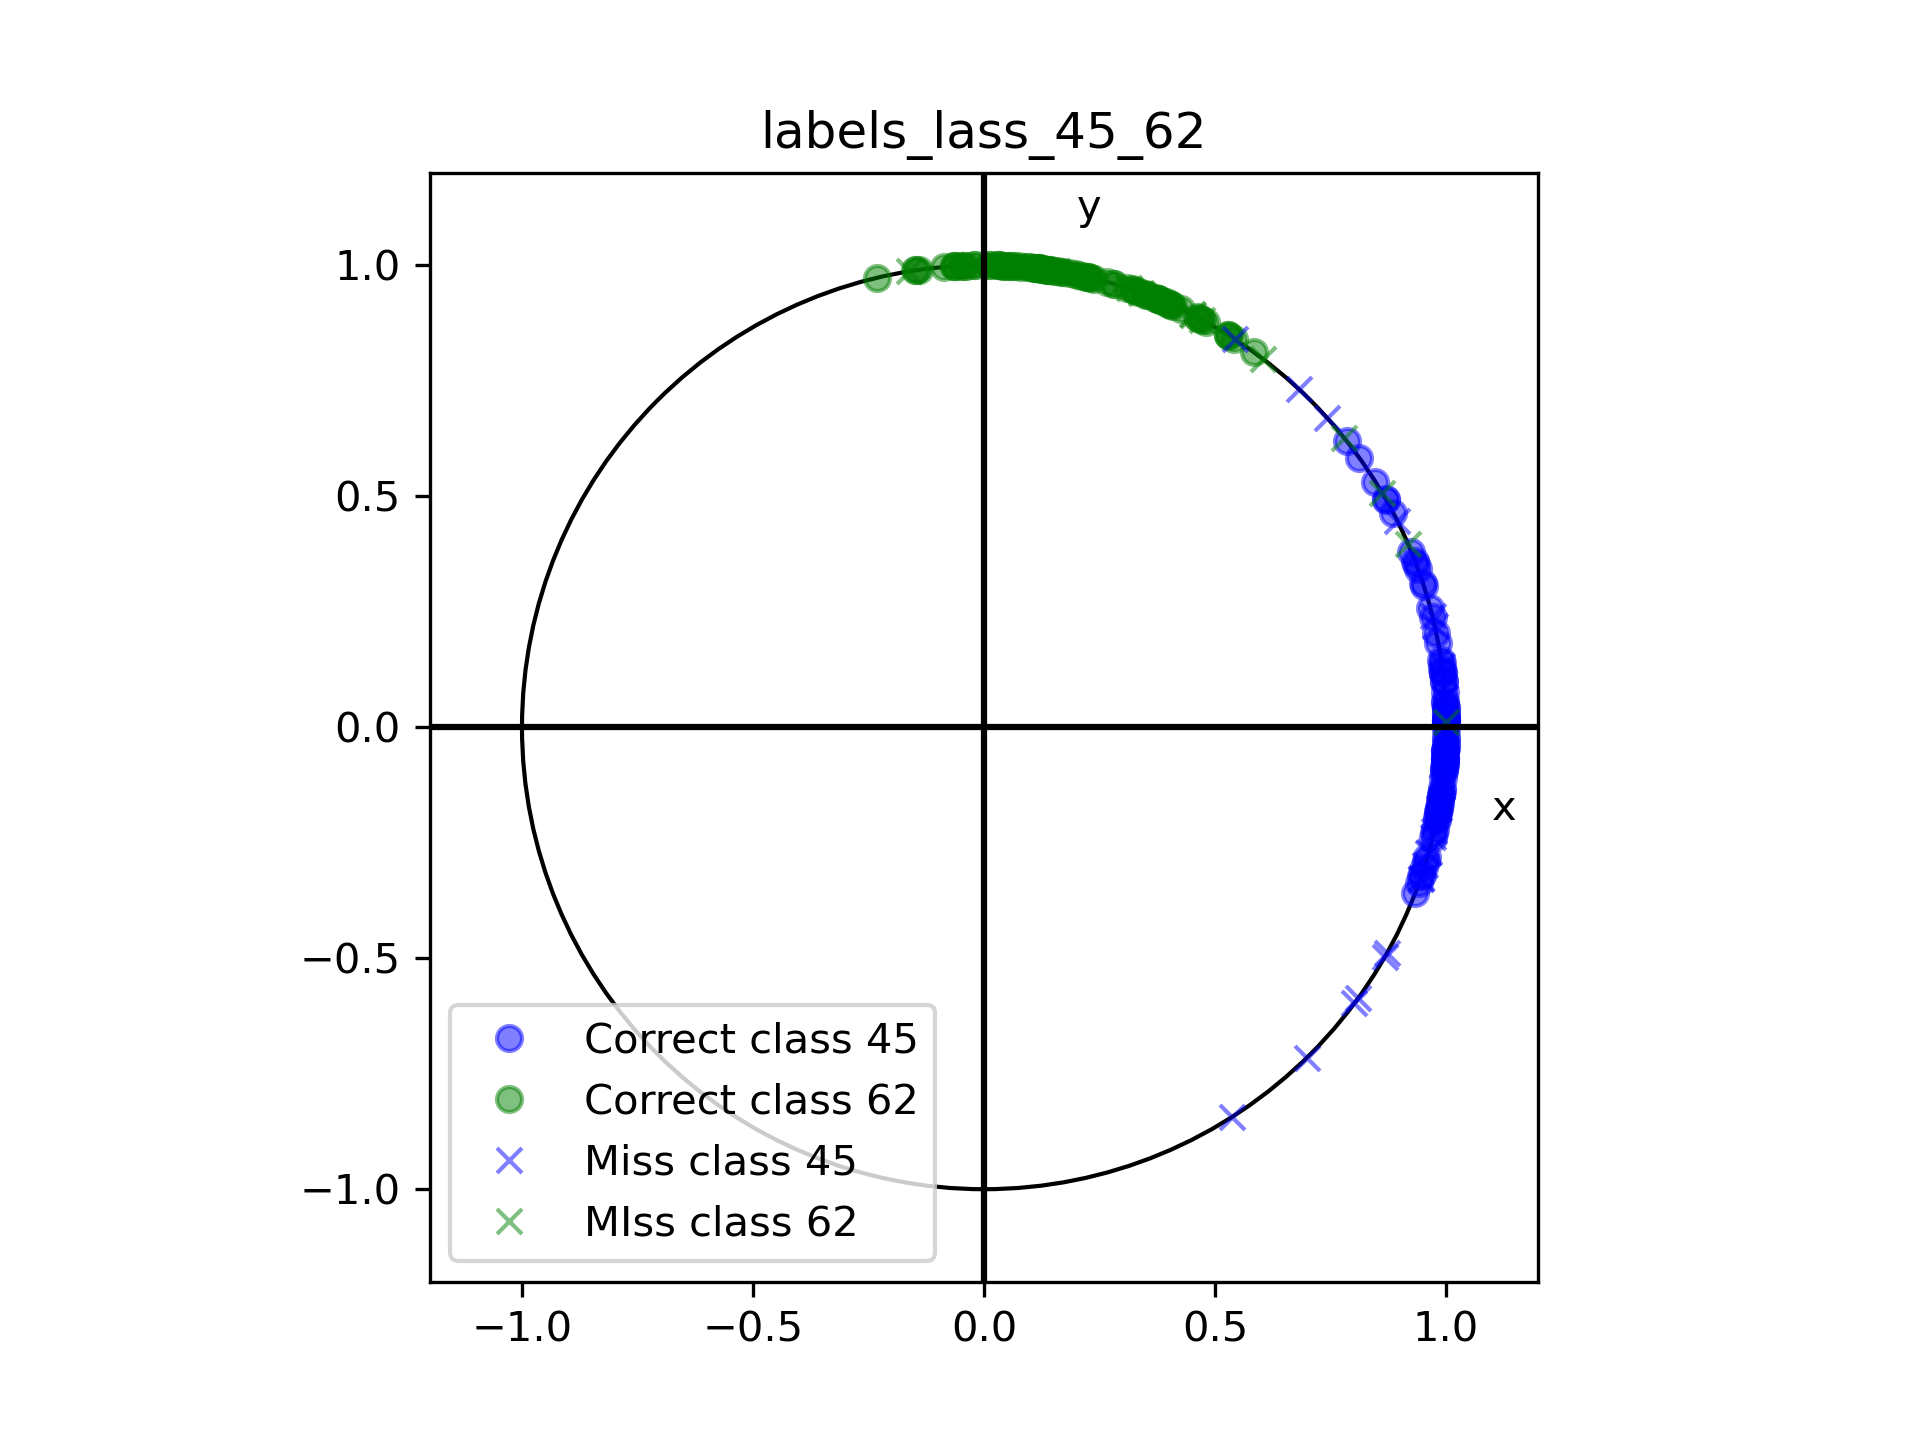 labels_lass_45_62
y
1.0
0.5
0.0
x
−0.5
−1.0
Correct class 45
Correct class 62
Miss class 45
MIss class 62
−1.0 −0.5 0.0 0.5 1.0